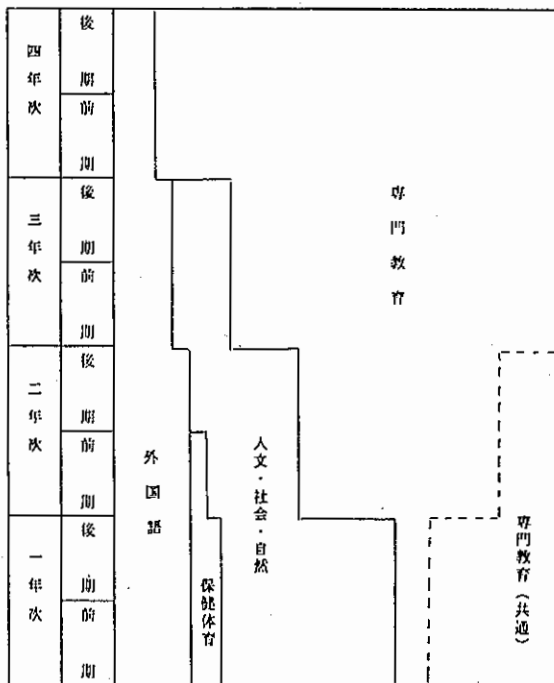 四年次
後期
前期
三年次
後期
前期
二年次
後期
前期
一年次
後期
前期
外国語
保健体育
人文・社会・自然
専門教育
専門教育(共通)